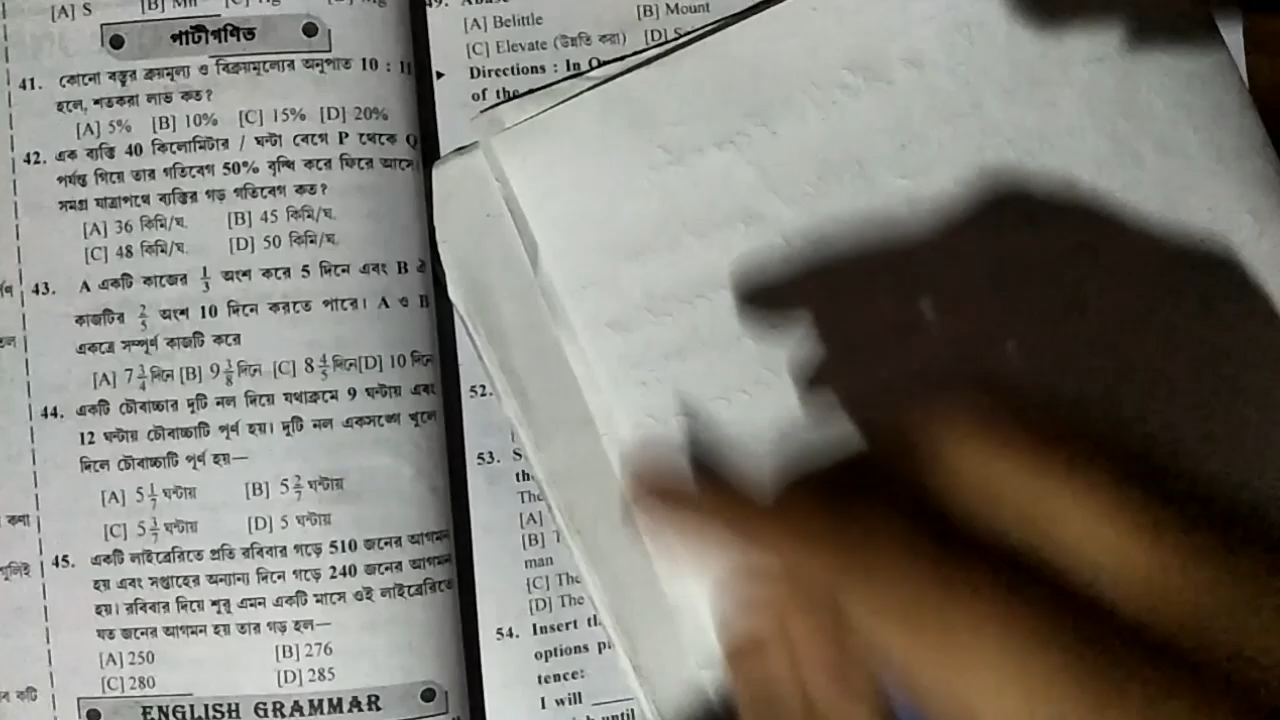 [A] S [B] Mn
পাটীগণিত
41. কোনো বস্তুর ক্রয়মূল্য ও বিক্রয়মূল্যের অনুপাত 10 : 11
হলে, শতকরা লাভ কত?
[A] 5% [B] 10% [C] 15% [D] 20%
42. এক ব্যক্তি 40 কিলোমিটার / ঘন্টা বেগে P থেকে Q
পর্যন্ত গিয়ে তার গতিবেগ 50% বৃদ্ধি করে ফিরে আসে।
সমগ্র যাত্রাপথে ব্যক্তির গড় গতিবেগ কত?
[A] 36 কিমি/ঘ. [B] 45 কিমি/ঘ.
[C] 48 কিমি/ঘ. [D] 50 কিমি/ঘ.
43. A একটি কাজের 1/3 অংশ করে 5 দিনে এবং B ঐ
কাজটির 2/5 অংশ 10 দিনে করতে পারে। A ও B
একত্রে সম্পূর্ণ কাজটি করে
[A] 7 3/4 দিনে [B] 9 3/8 দিনে [C] 8 4/5 দিনে [D] 10 দিনে
44. একটি চৌবাচ্চার দুটি নল দিয়ে যথাক্রমে 9 ঘন্টায় এবং
12 ঘন্টায় চৌবাচ্চাটি পূর্ণ হয়। দুটি নল একসঙ্গে খুলে
দিলে চৌবাচ্চাটি পূর্ণ হয়—
[A] 5 1/7 ঘন্টায় [B] 5 2/7 ঘন্টায়
[C] 5 3/7 ঘন্টায় [D] 5 ঘন্টায়
45. একটি লাইব্রেরিতে প্রতি রবিবার গড়ে 510 জনের আগমন
হয় এবং সপ্তাহের অন্যান্য দিনে গড়ে 240 জনের আগমন
হয়। রবিবার দিয়ে শুরু এমন একটি মাসে ওই লাইব্রেরিতে
যত জনের আগমন হয় তার গড় হল—
[A] 250 [B] 276
[C] 280 [D] 285
ENGLISH GRAMMAR
[A] Belittle [B] Mount
[C] Elevate (উন্নতি করা) [D]
Directions : In
of the
52.
53. S
The
[A]
[B]
man
[C] The
[D] The
54. Insert
options
tence:
I will ____
until